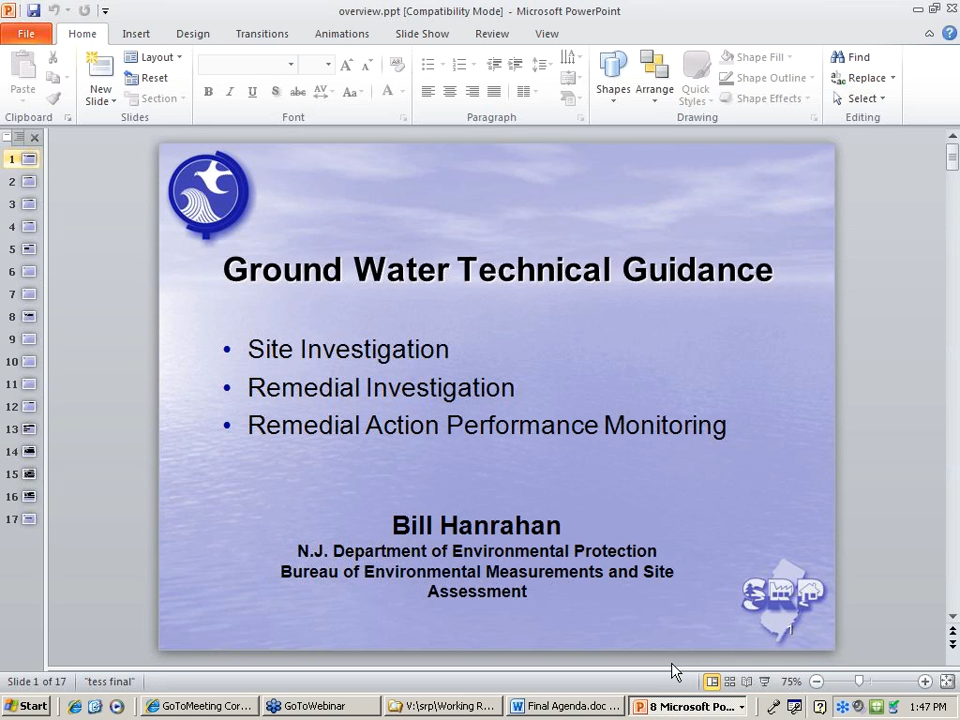 overview.ppt [Compatibility Mode] - Microsoft PowerPoint
File Home Insert Design Transitions Animations Slide Show Review View
Paste
New Slide
Layout
Reset
Section
B I U S abc AV Aa A
Shapes
Arrange
Quick Styles
Shape Fill
Shape Outline
Shape Effects
Find
Replace
Select
Clipboard Slides Font Paragraph Drawing Editing
1
2
3
4
5
6
7
8
9
10
11
12
13
14
15
16
17
Ground Water Technical Guidance
• Site Investigation
• Remedial Investigation
• Remedial Action Performance Monitoring
Bill Hanrahan
N.J. Department of Environmental Protection
Bureau of Environmental Measurements and Site
Assessment
SRP
1
Slide 1 of 17 "tess final" 75%
Start GoToMeeting Cor... GoToWebinar V:\srp\Working R... Final Agenda.doc ... 8 Microsoft Po... 1:47 PM